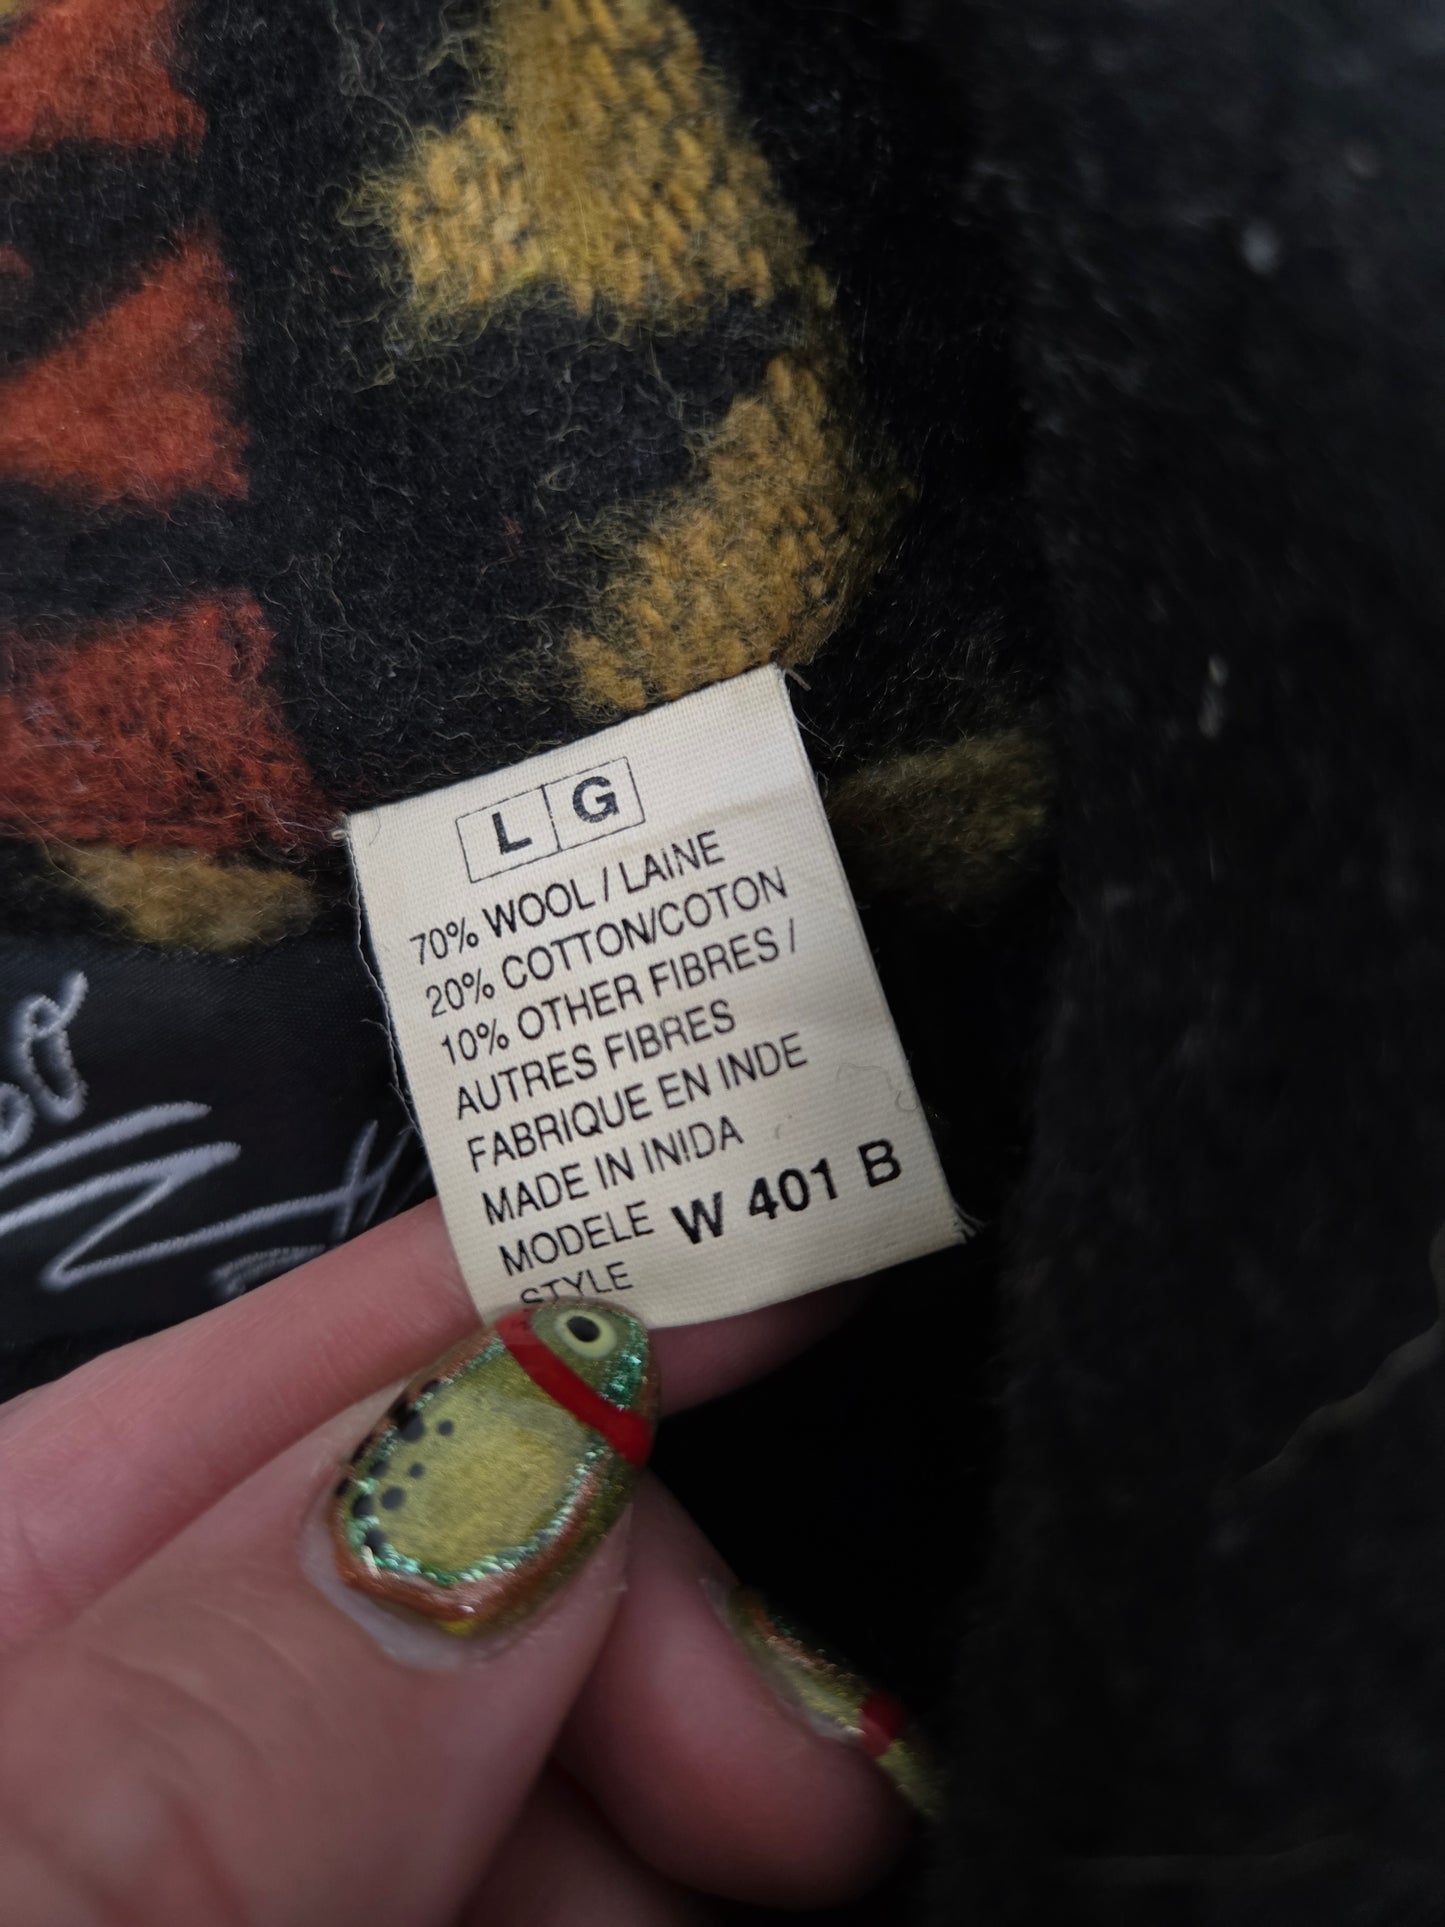 L G
70% WOOL / LAINE
20% COTTON/COTON
10% OTHER FIBRES /
AUTRES FIBRES
FABRIQUE EN INDE
MADE IN INIDA
MODELE W 401 B
STYLE